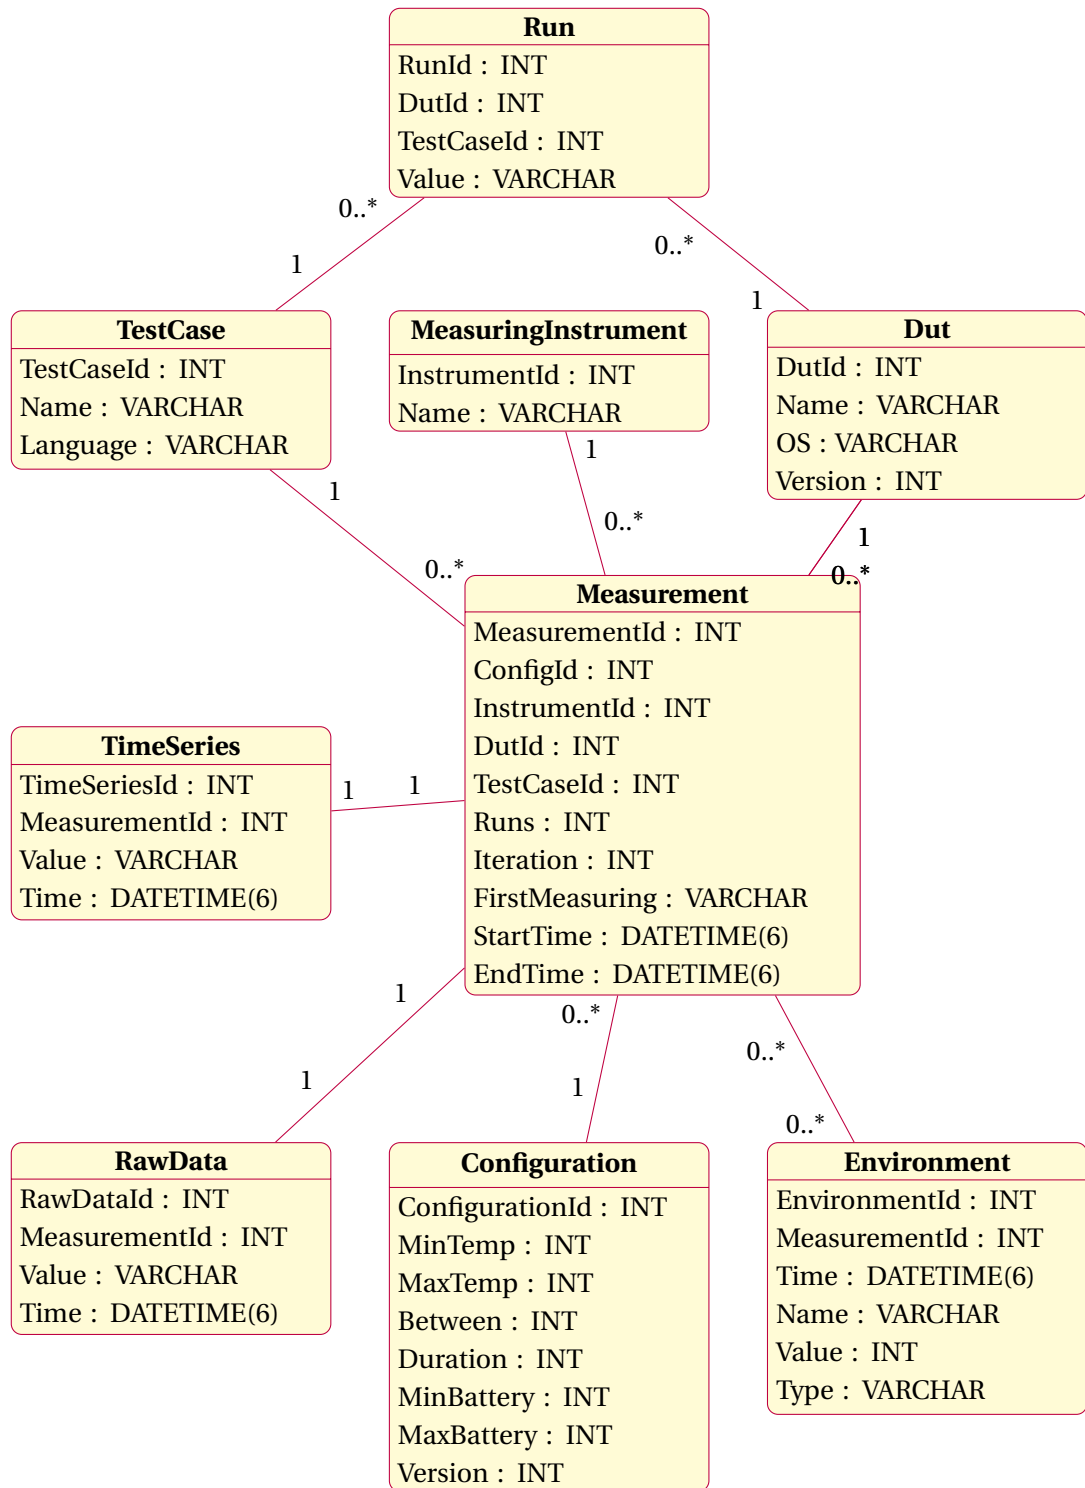 Run
RunId : INT
DutId : INT
TestCaseId : INT
Value : VARCHAR
0..*
0..*
1
1
TestCase
TestCaseId : INT
Name : VARCHAR
Language : VARCHAR
MeasuringInstrument
InstrumentId : INT
Name : VARCHAR
Dut
DutId : INT
Name : VARCHAR
OS : VARCHAR
Version : INT
1
1
1
0..*
0..*
0..*
Measurement
MeasurementId : INT
ConfigId : INT
InstrumentId : INT
DutId : INT
TestCaseId : INT
Runs : INT
Iteration : INT
FirstMeasuring : VARCHAR
StartTime : DATETIME(6)
EndTime : DATETIME(6)
TimeSeries
TimeSeriesId : INT
MeasurementId : INT
Value : VARCHAR
Time : DATETIME(6)
1
1
1
0..*
0..*
1
1
0..*
RawData
RawDataId : INT
MeasurementId : INT
Value : VARCHAR
Time : DATETIME(6)
Configuration
ConfigurationId : INT
MinTemp : INT
MaxTemp : INT
Between : INT
Duration : INT
MinBattery : INT
MaxBattery : INT
Version : INT
Environment
EnvironmentId : INT
MeasurementId : INT
Time : DATETIME(6)
Name : VARCHAR
Value : INT
Type : VARCHAR